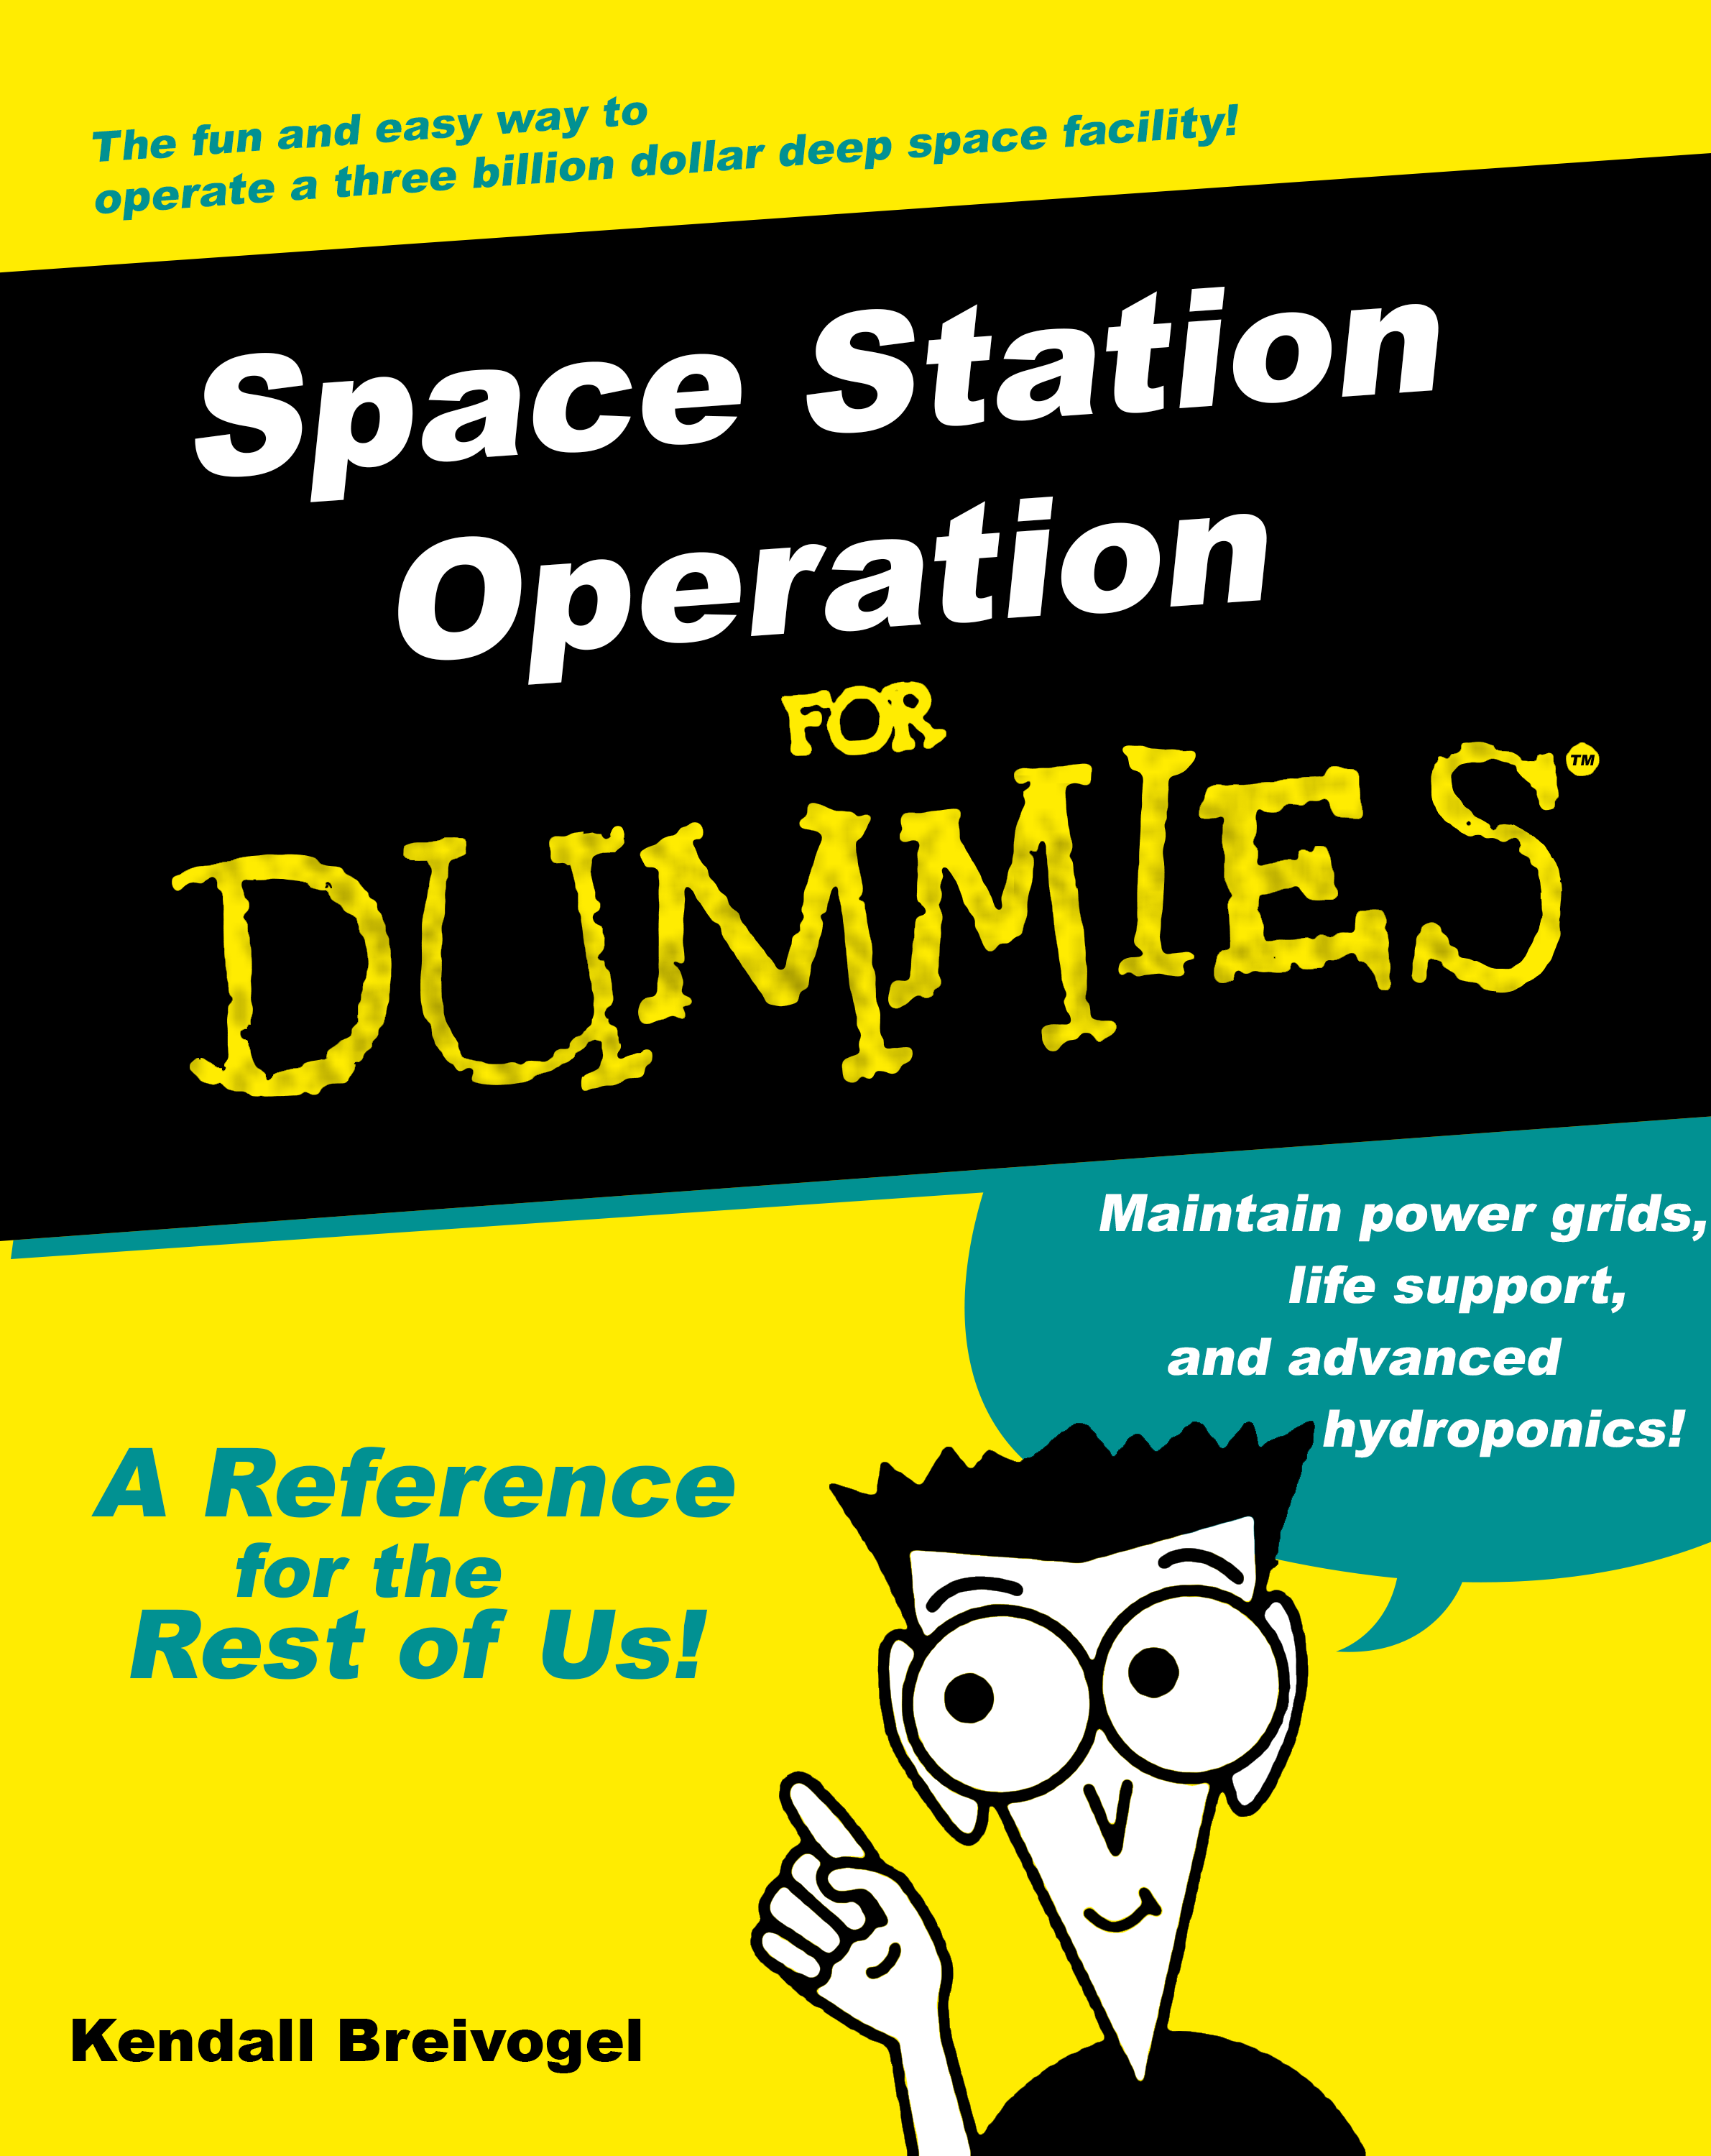 The fun and easy way to
operate a three billion dollar deep space facility!
Space Station
Operation
FOR
DUMMIES™
Maintain power grids,
life support,
and advanced
hydroponics!
A Reference
for the
Rest of Us!
Kendall Breivogel